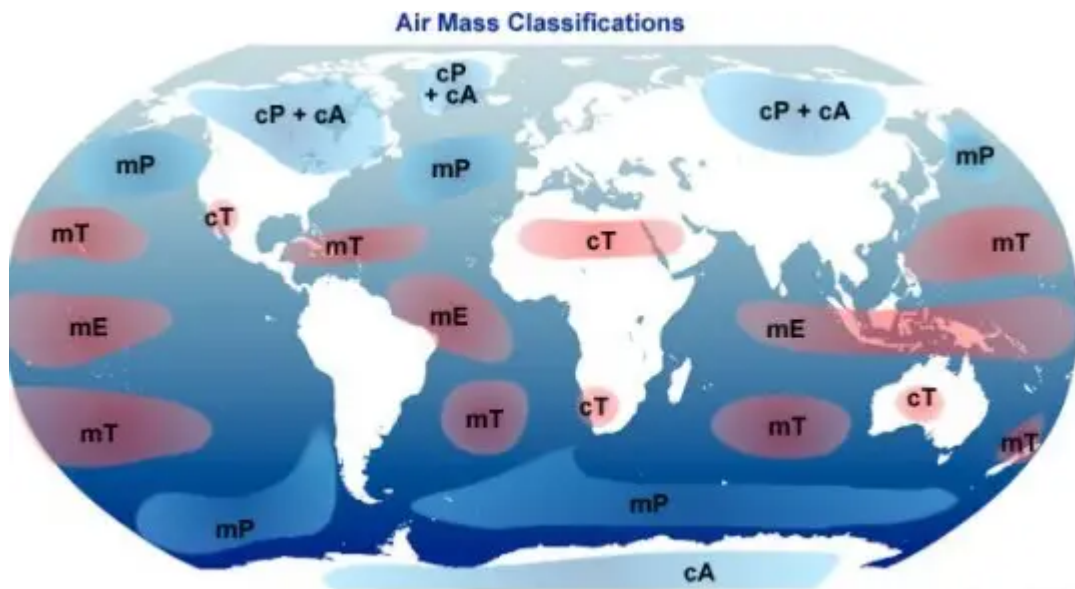 Air Mass Classifications
cP
+ cA
cP + cA
cP + cA
mP
mP
mP
cT
mT
mT
cT
mT
mE
mE
mE
cT
cT
mT
mT
mT
mT
mP
mP
cA